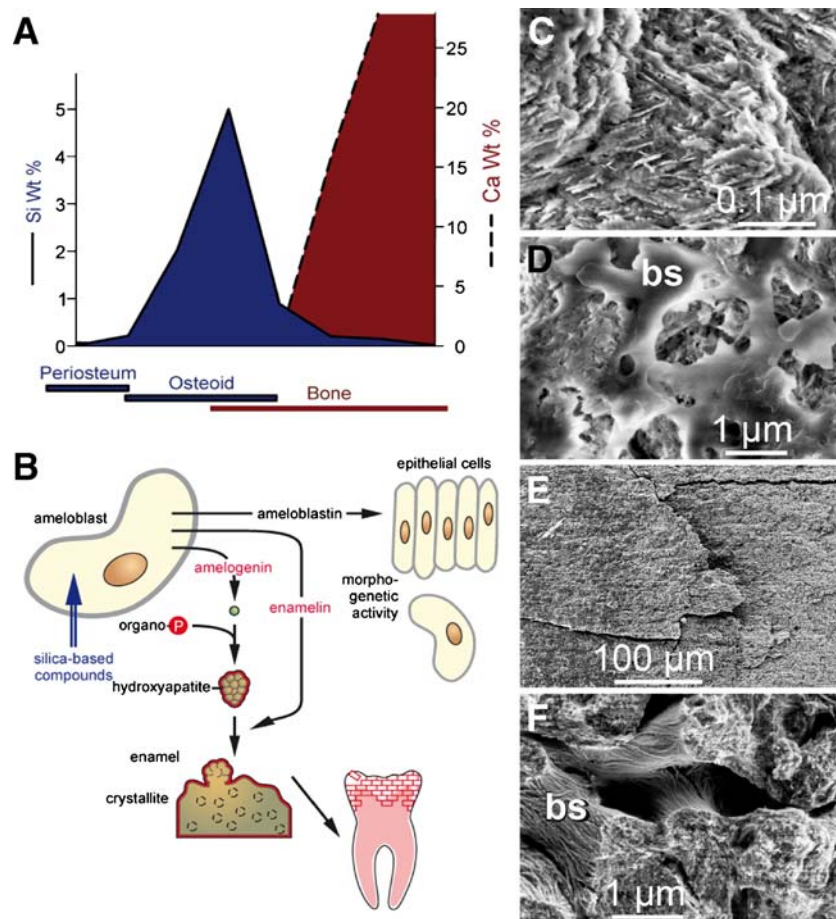 A
Si Wt %
5
4
3
2
1
0
25
20
15
10
5
0
Ca Wt %
Periosteum
Osteoid
Bone
B
ameloblast
ameloblastin
epithelial cells
amelogenin
enamelin
morpho-
genetic
activity
organo
P
silica-based
compounds
hydroxyapatite
enamel
crystallite
C
0.1 µm
D
bs
1 µm
E
100 µm
F
bs
1 µm